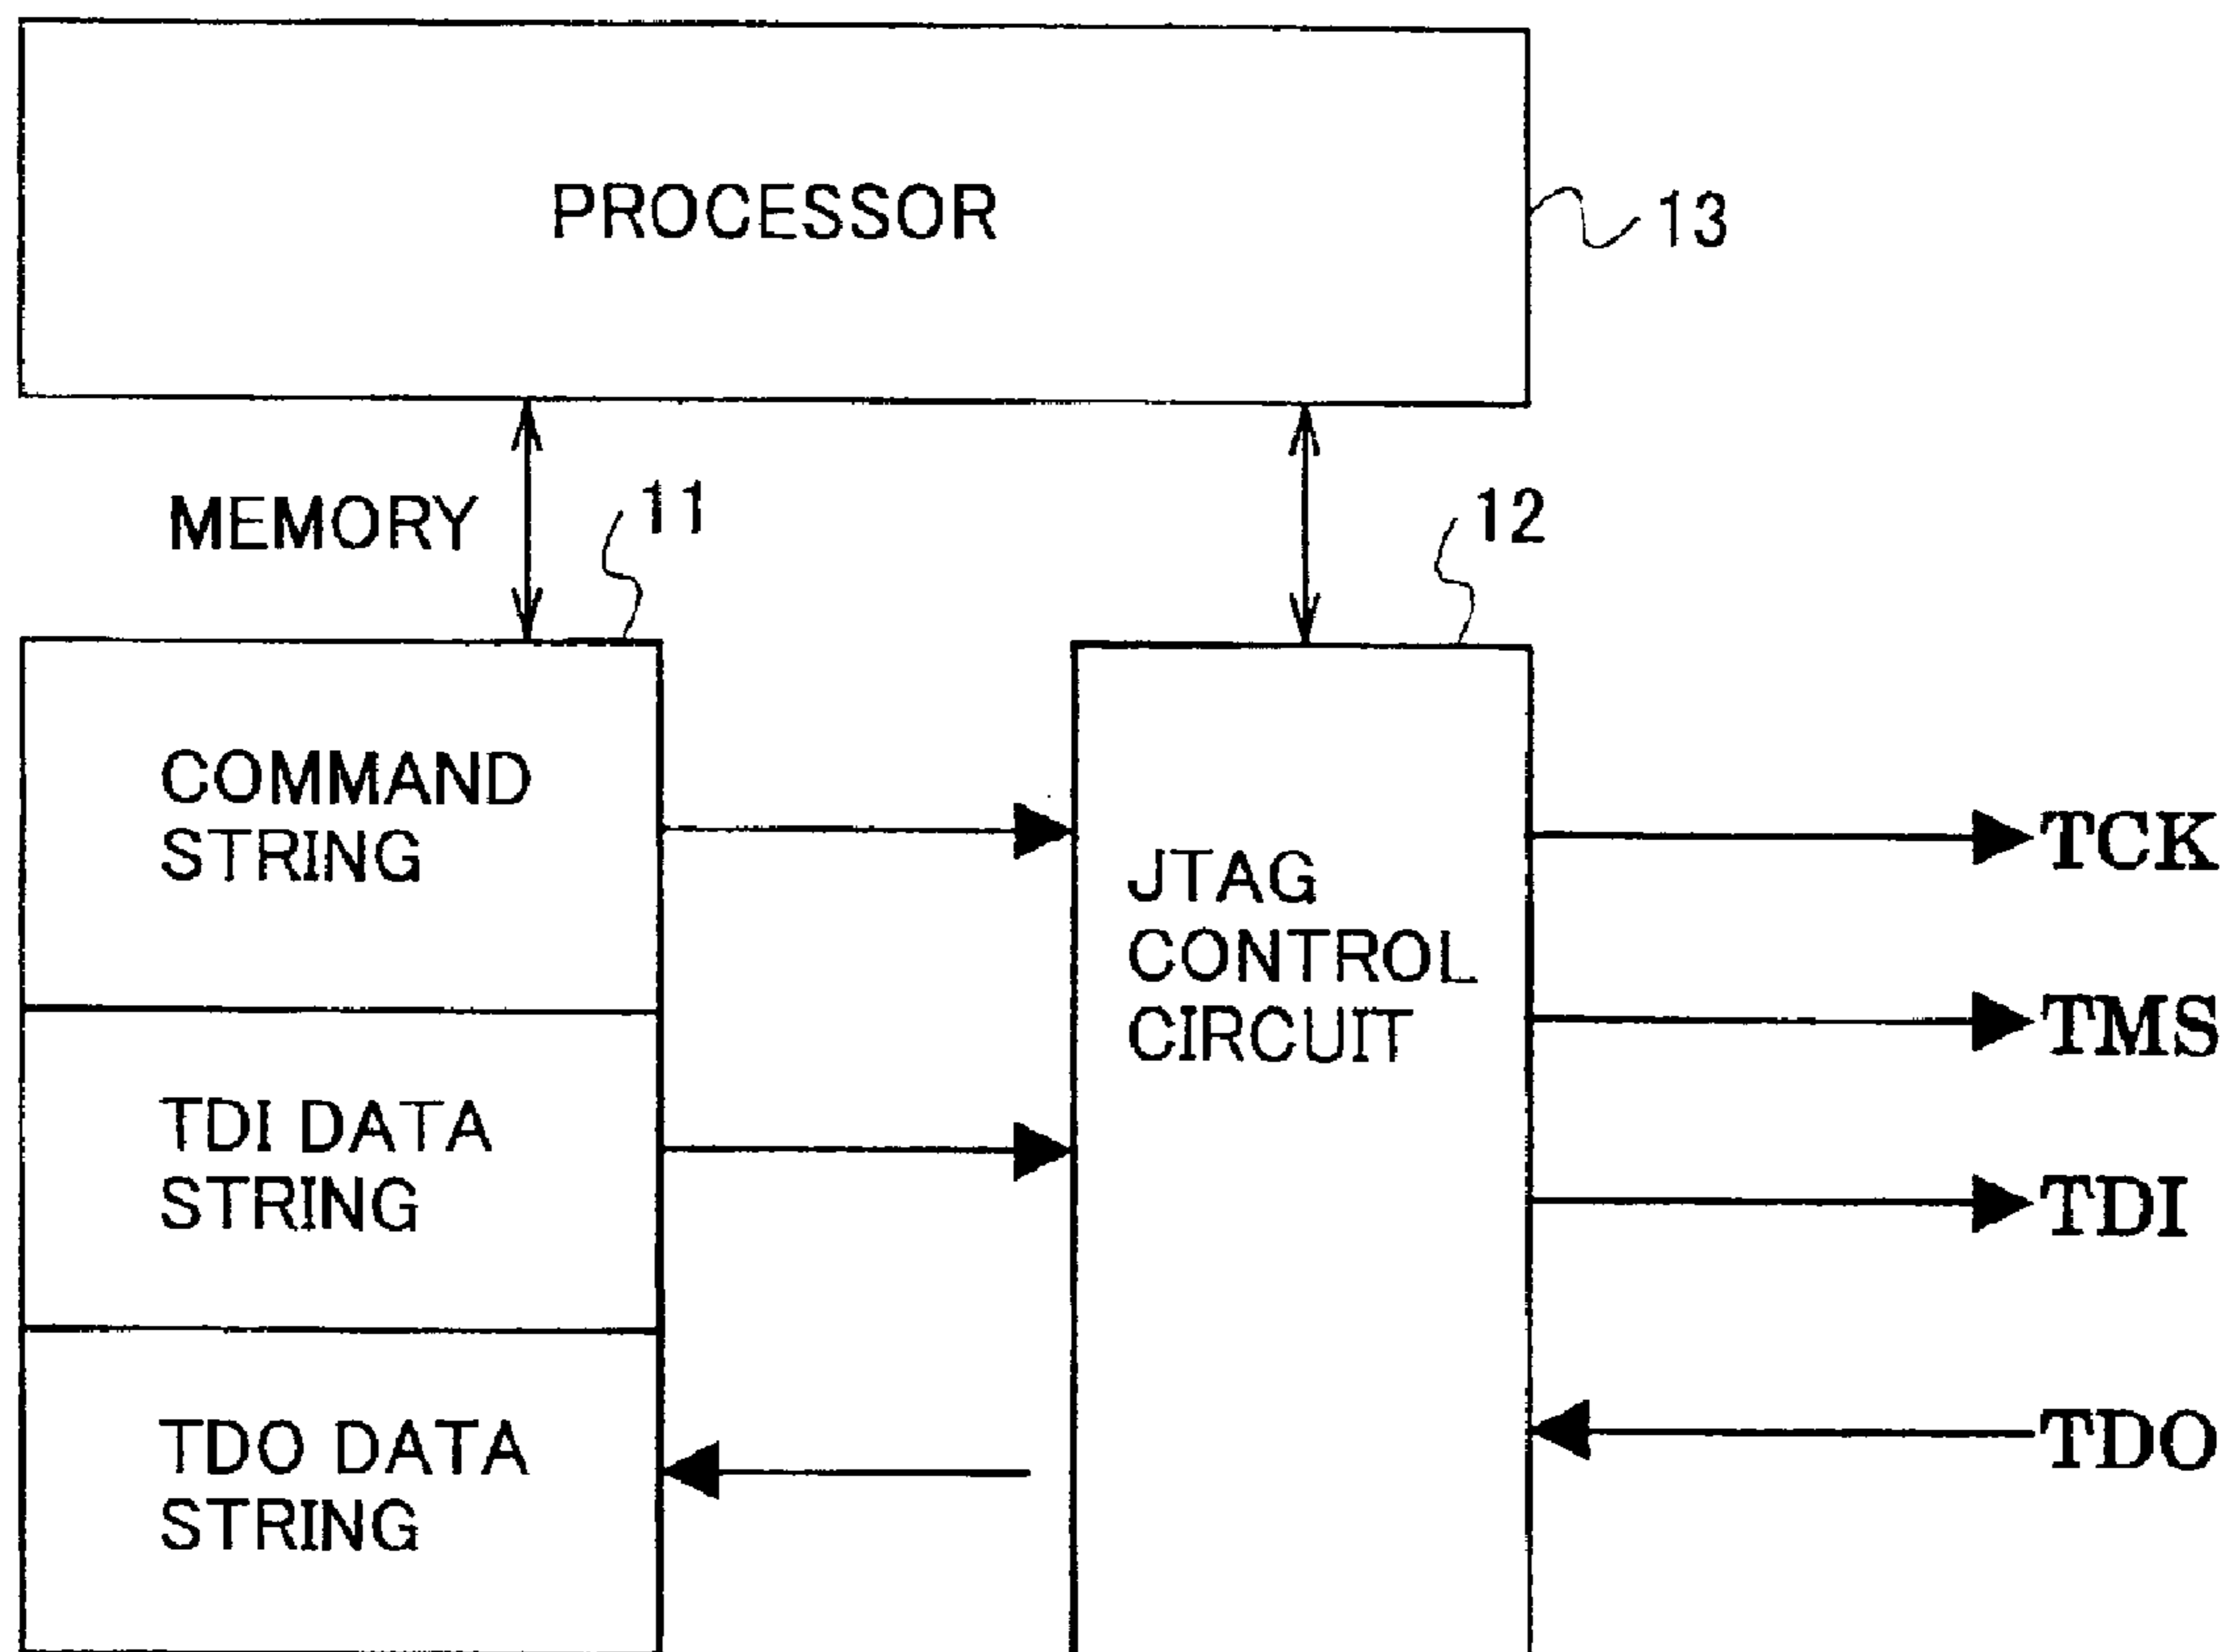 PROCESSOR
13
MEMORY
11
12
COMMAND
STRING
JTAG
CONTROL
CIRCUIT
TCK
TMS
TDI DATA
STRING
TDI
TDO DATA
STRING
TDO